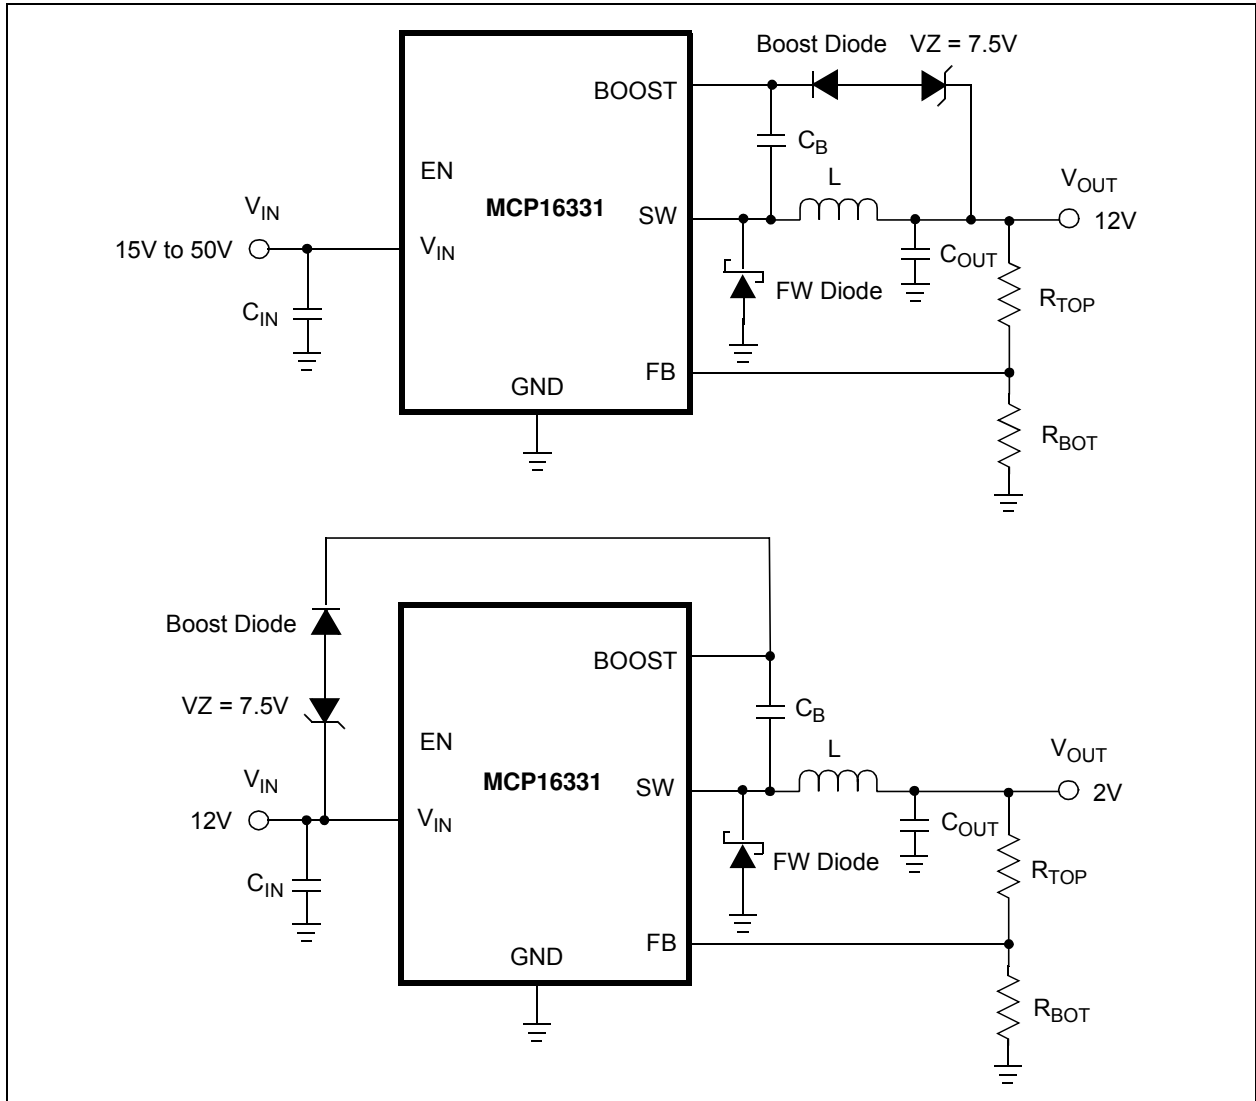 Boost Diode VZ = 7.5V
BOOST
C_B
EN
L
V_OUT
V_IN
MCP16331
SW
12V
15V to 50V
V_IN
C_OUT
FW Diode
R_TOP
C_IN
FB
GND
R_BOT
Boost Diode
BOOST
VZ = 7.5V
C_B
EN
L
V_OUT
V_IN
MCP16331
SW
2V
12V
V_IN
C_OUT
FW Diode
R_TOP
C_IN
FB
GND
R_BOT